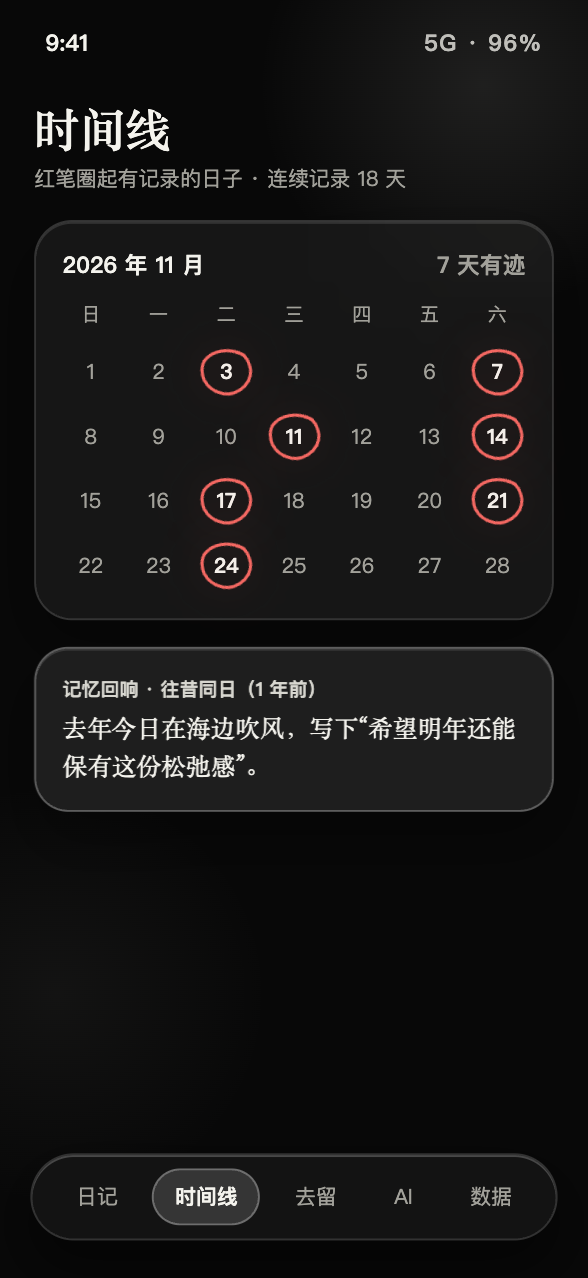 9:41
5G · 96%
时间线
红笔圈起有记录的日子 · 连续记录 18 天
2026 年 11 月
7 天有迹
日 一 二 三 四 五 六
1 2 3 4 5 6 7
8 9 10 11 12 13 14
15 16 17 18 19 20 21
22 23 24 25 26 27 28
记忆回响 · 往昔同日（1 年前）
去年今日在海边吹风，写下“希望明年还能
保有这份松弛感”。
日记 时间线 去留 AI 数据